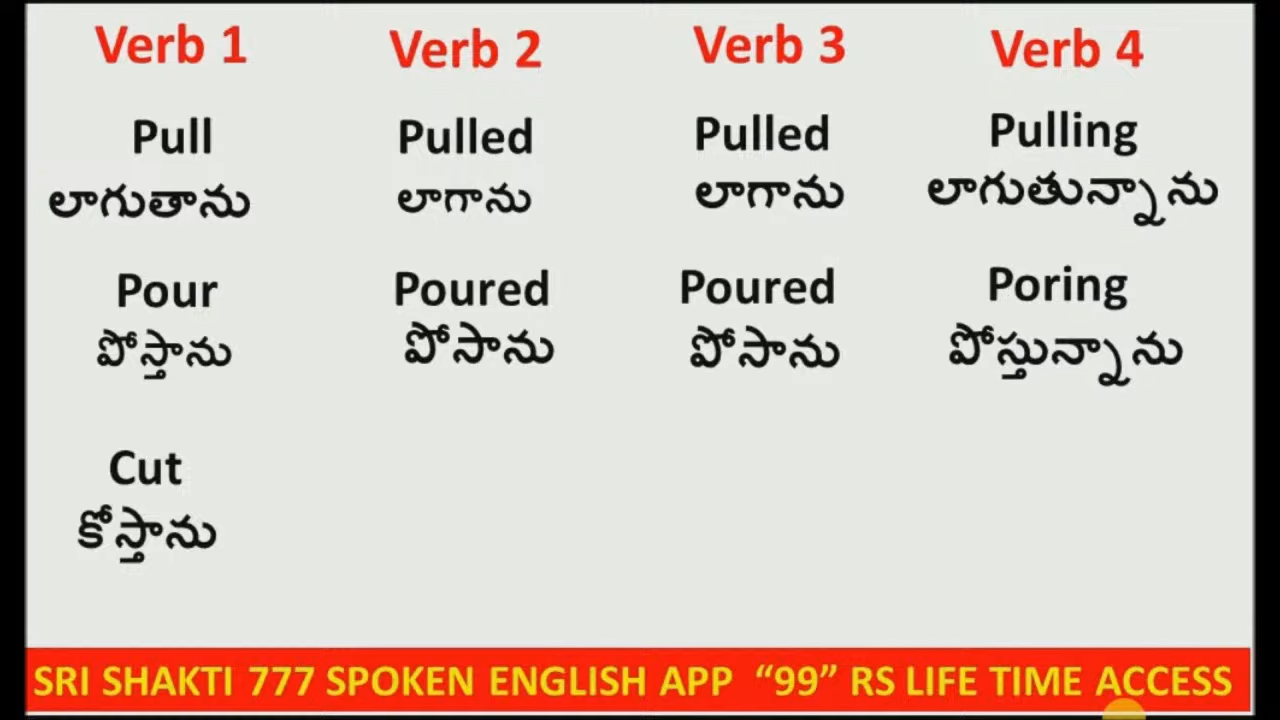 Verb 1 Verb 2 Verb 3 Verb 4
Pull Pulled Pulled Pulling
లాగుతాను లాగాను లాగాను లాగుతున్నాను
Pour Poured Poured Poring
పోస్తాను పోసాను పోసాను పోస్తున్నాను
Cut
కోస్తాను
SRI SHAKTI 777 SPOKEN ENGLISH APP “99” RS LIFE TIME ACCESS